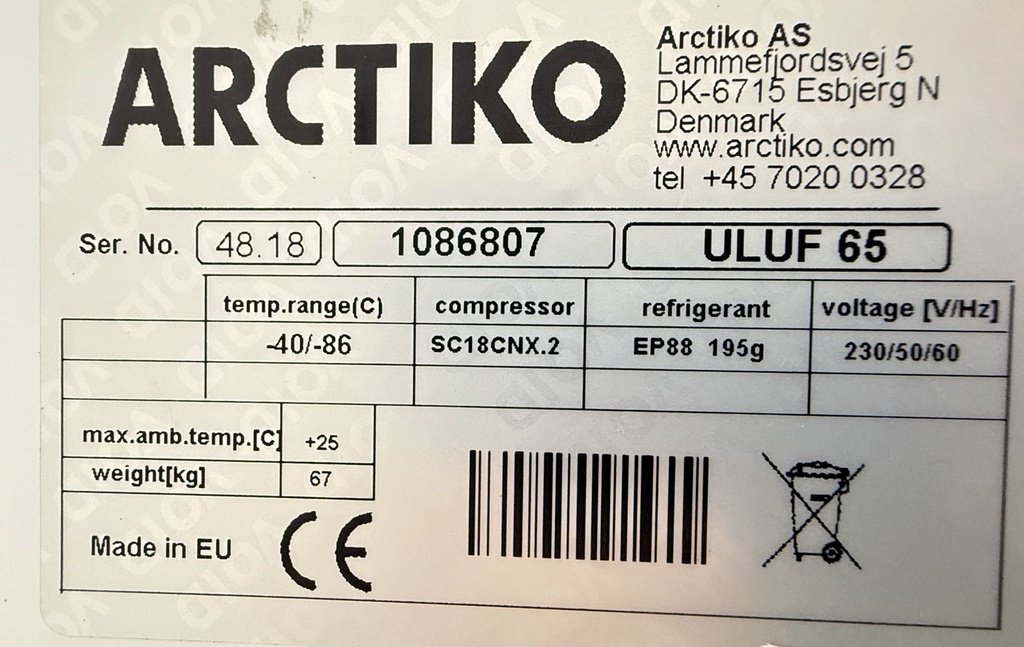 ARCTIKO
Arctiko AS
Lammefjordsvej 5
DK-6715 Esbjerg N
Denmark
www.arctiko.com
tel +45 7020 0328
Ser. No. 48.18 1086807 ULUF 65
temp.range(C) compressor refrigerant voltage [V/Hz]
-40/-86 SC18CNX.2 EP88 195g 230/50/60
max.amb.temp.[C] +25
weight[kg] 67
Made in EU CE